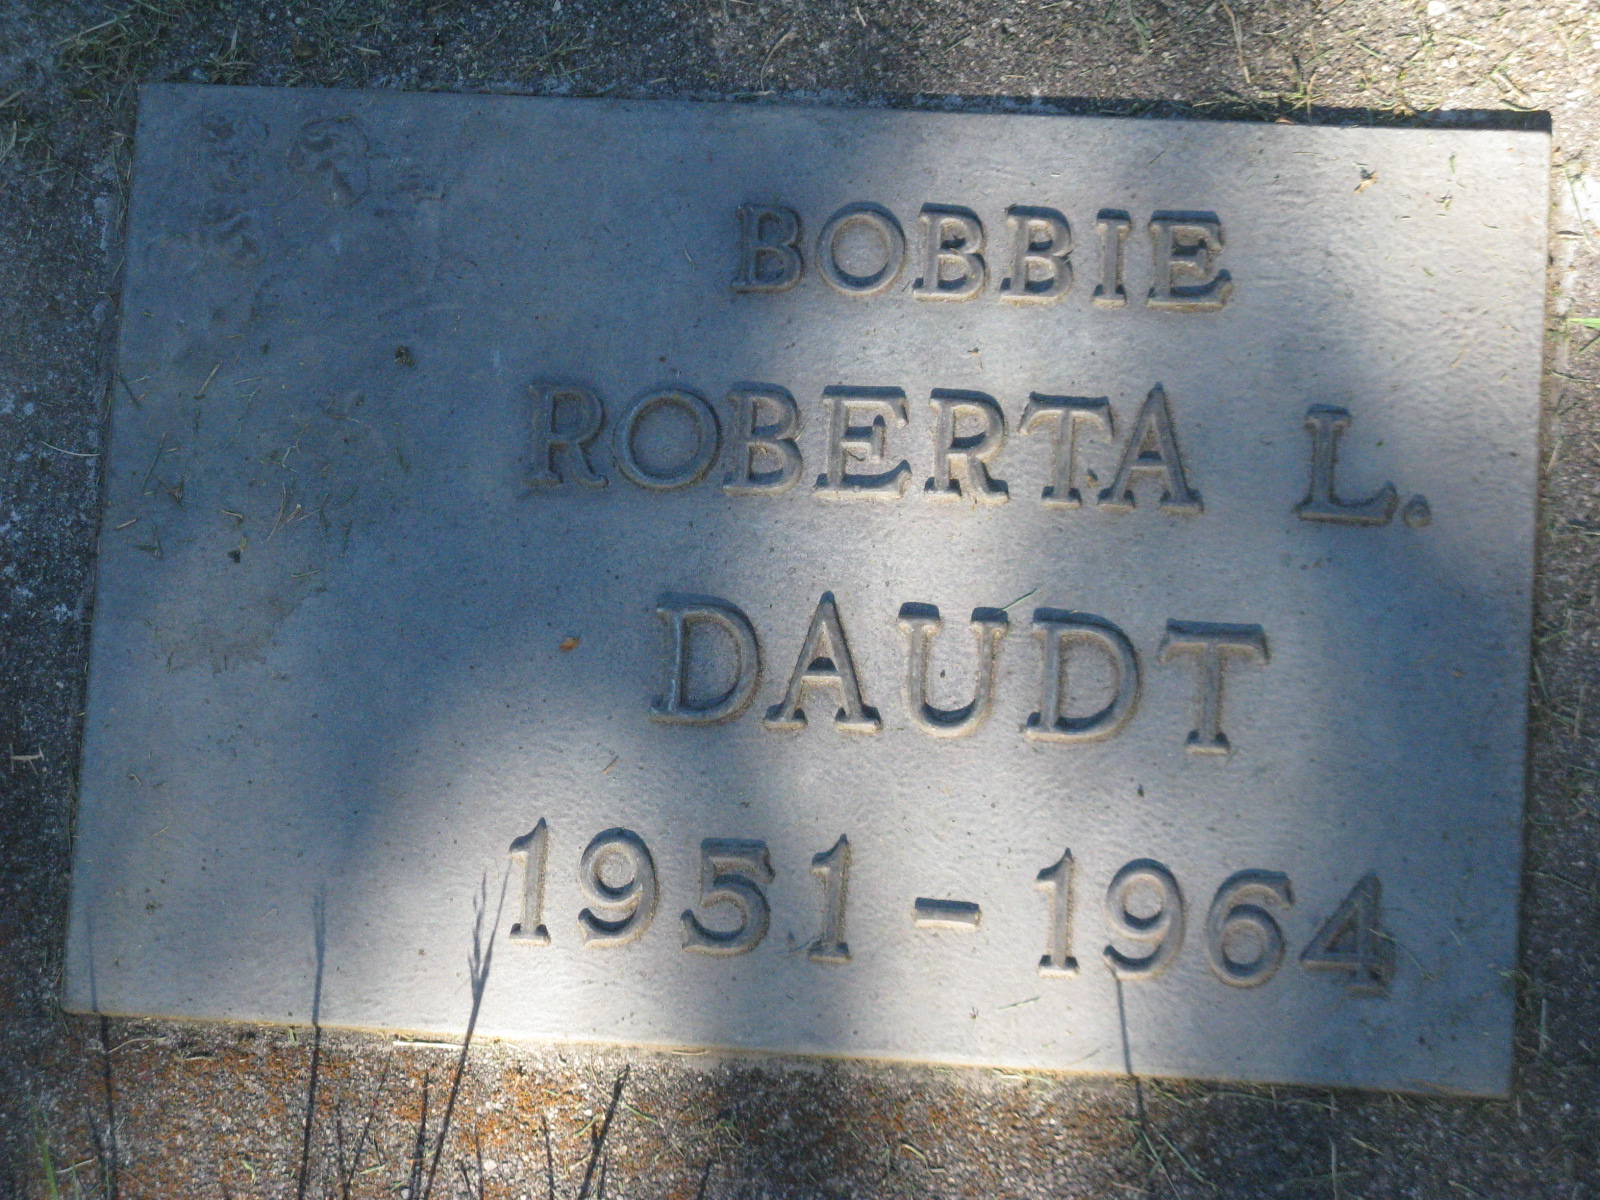 BOBBIE
ROBERTA L.
DAUDT
1951 - 1964